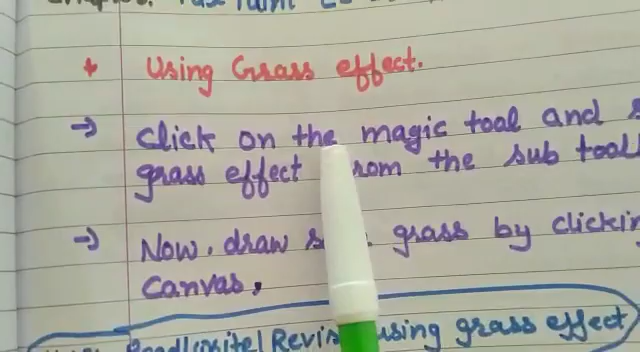 Using Grass effect.
→ Click on the magic tool and
grass effect from the sub tool
→ Now, draw grass by clickin
canvas.
using grass effect